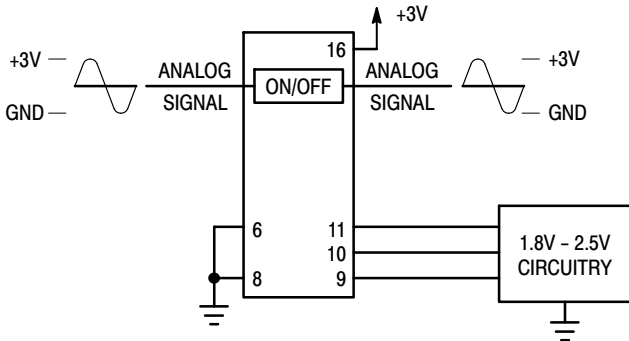 +3V
16
+3V
ANALOG
SIGNAL
ON/OFF
ANALOG
SIGNAL
+3V
GND
GND
6
11
10
8
9
1.8V – 2.5V
CIRCUITRY